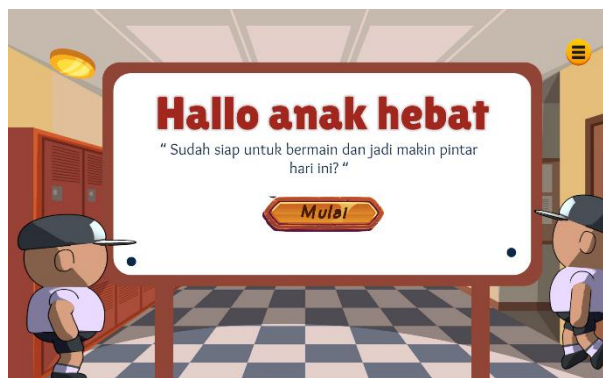 Hallo anak hebat
“ Sudah siap untuk bermain dan jadi makin pintar
hari ini? “
Mulai